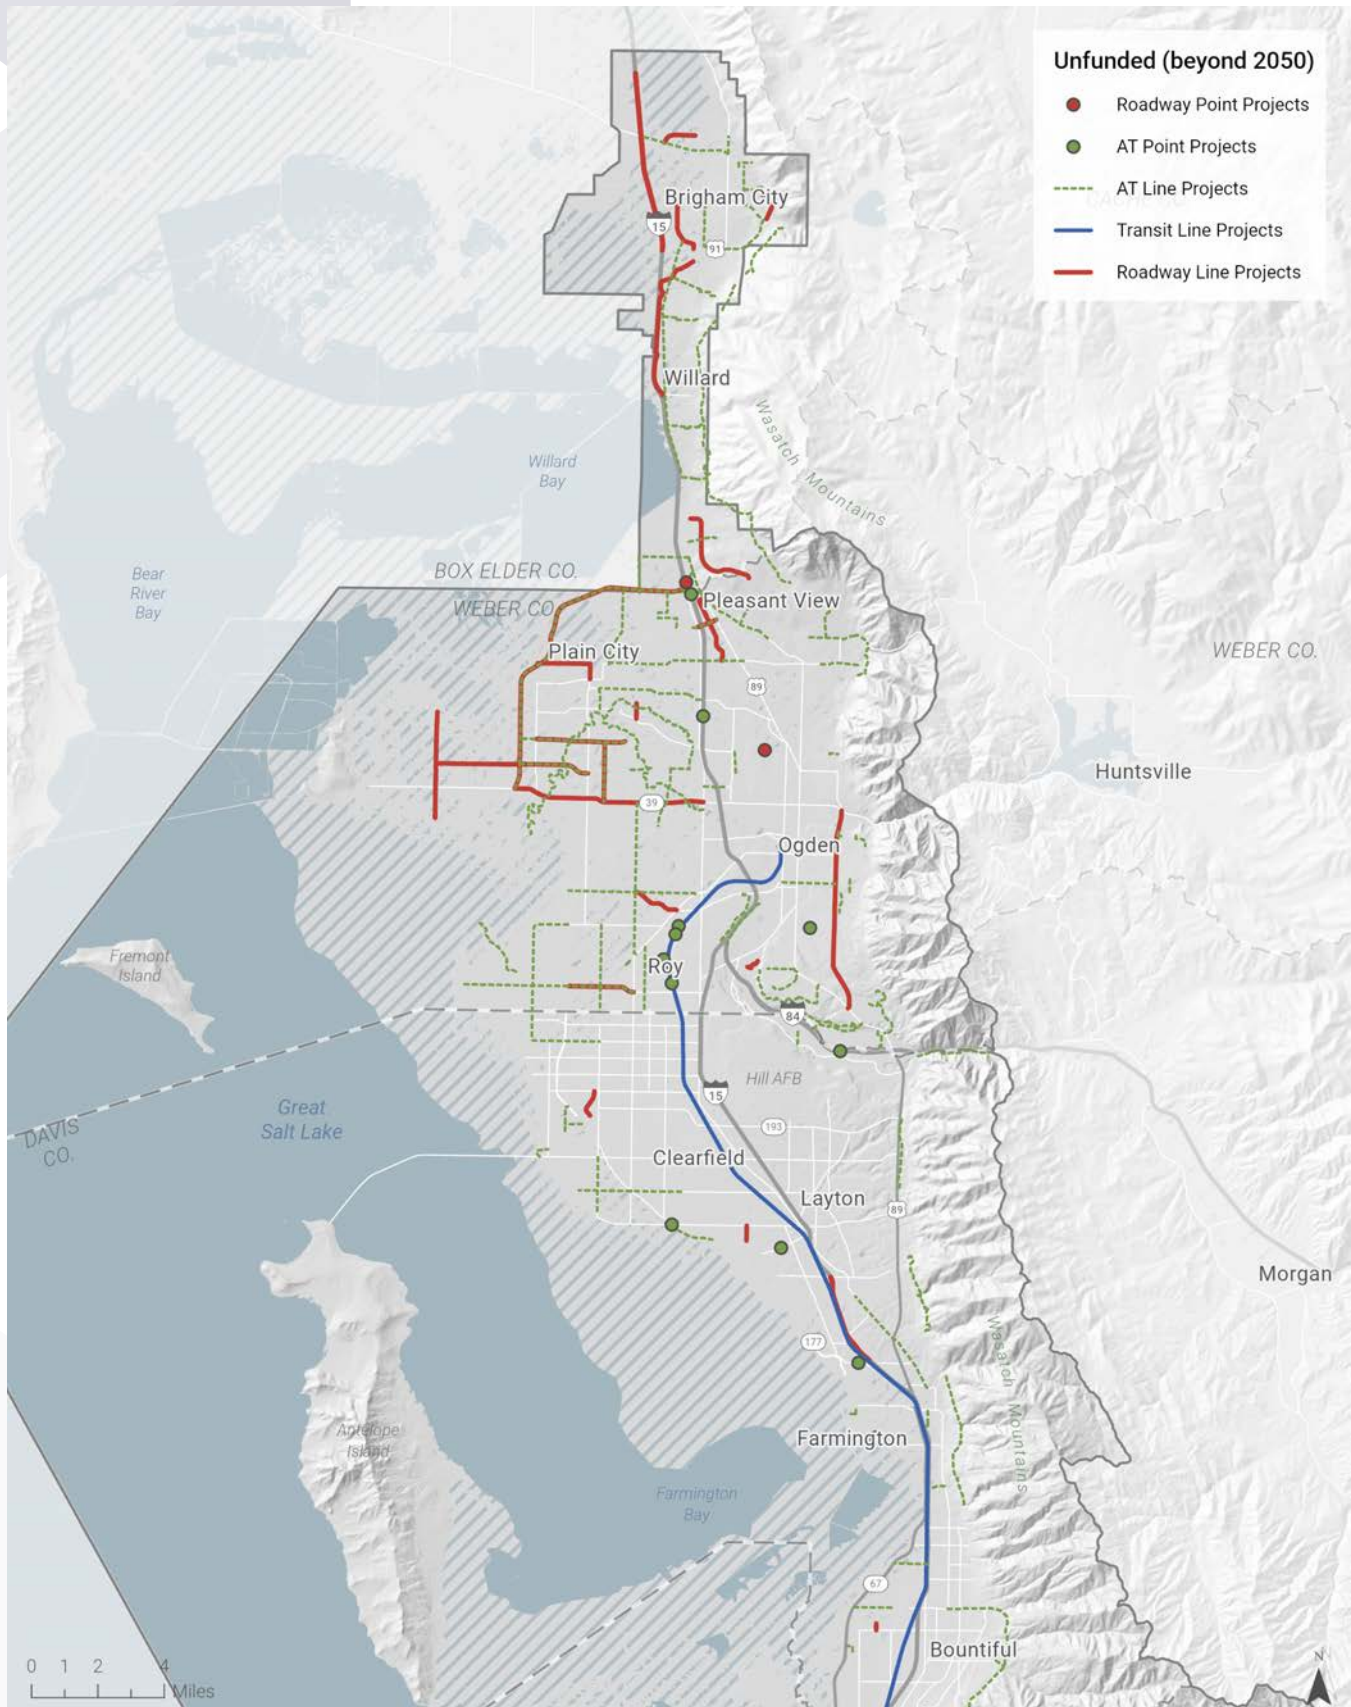 Unfunded (beyond 2050)
Roadway Point Projects
AT Point Projects
AT Line Projects
Transit Line Projects
Roadway Line Projects
Brigham City
15
91
Willard
Wasatch Mountains
Willard
Bay
BOX ELDER CO.
Bear
River
Bay
WEBER CO.
Pleasant View
Plain City
WEBER CO.
89
Huntsville
39
Ogden
Fremont
Island
Roy
84
Hill AFB
15
Great
Salt Lake
193
DAVIS
CO.
Clearfield
Layton
89
Morgan
177
Wasatch Mountains
Antelope
Island
Farmington
Farmington
Bay
67
Bountiful
0 1 2 4
Miles
N